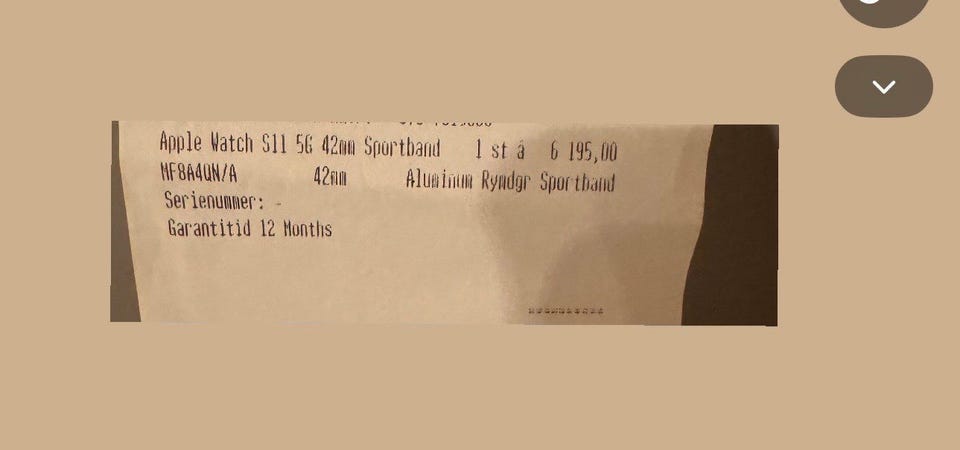 Apple Watch S11 5G 42mm Sportband 1 st à 6 195,00
MF8A4QN/A 42mm Aluminum Rymdgr Sportband
Serienummer: -
Garantitid 12 Months